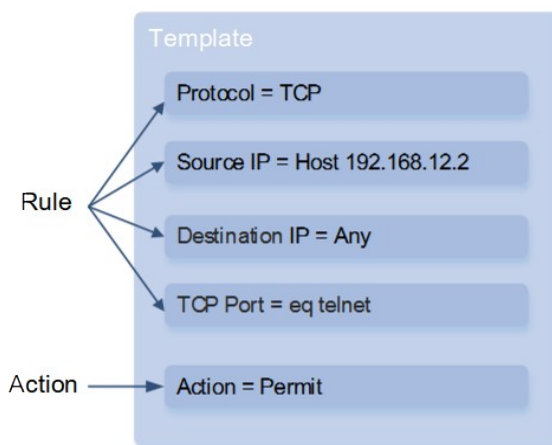 Template
Protocol = TCP
Source IP = Host 192.168.12.2
Rule
Destination IP = Any
TCP Port = eq telnet
Action
Action = Permit